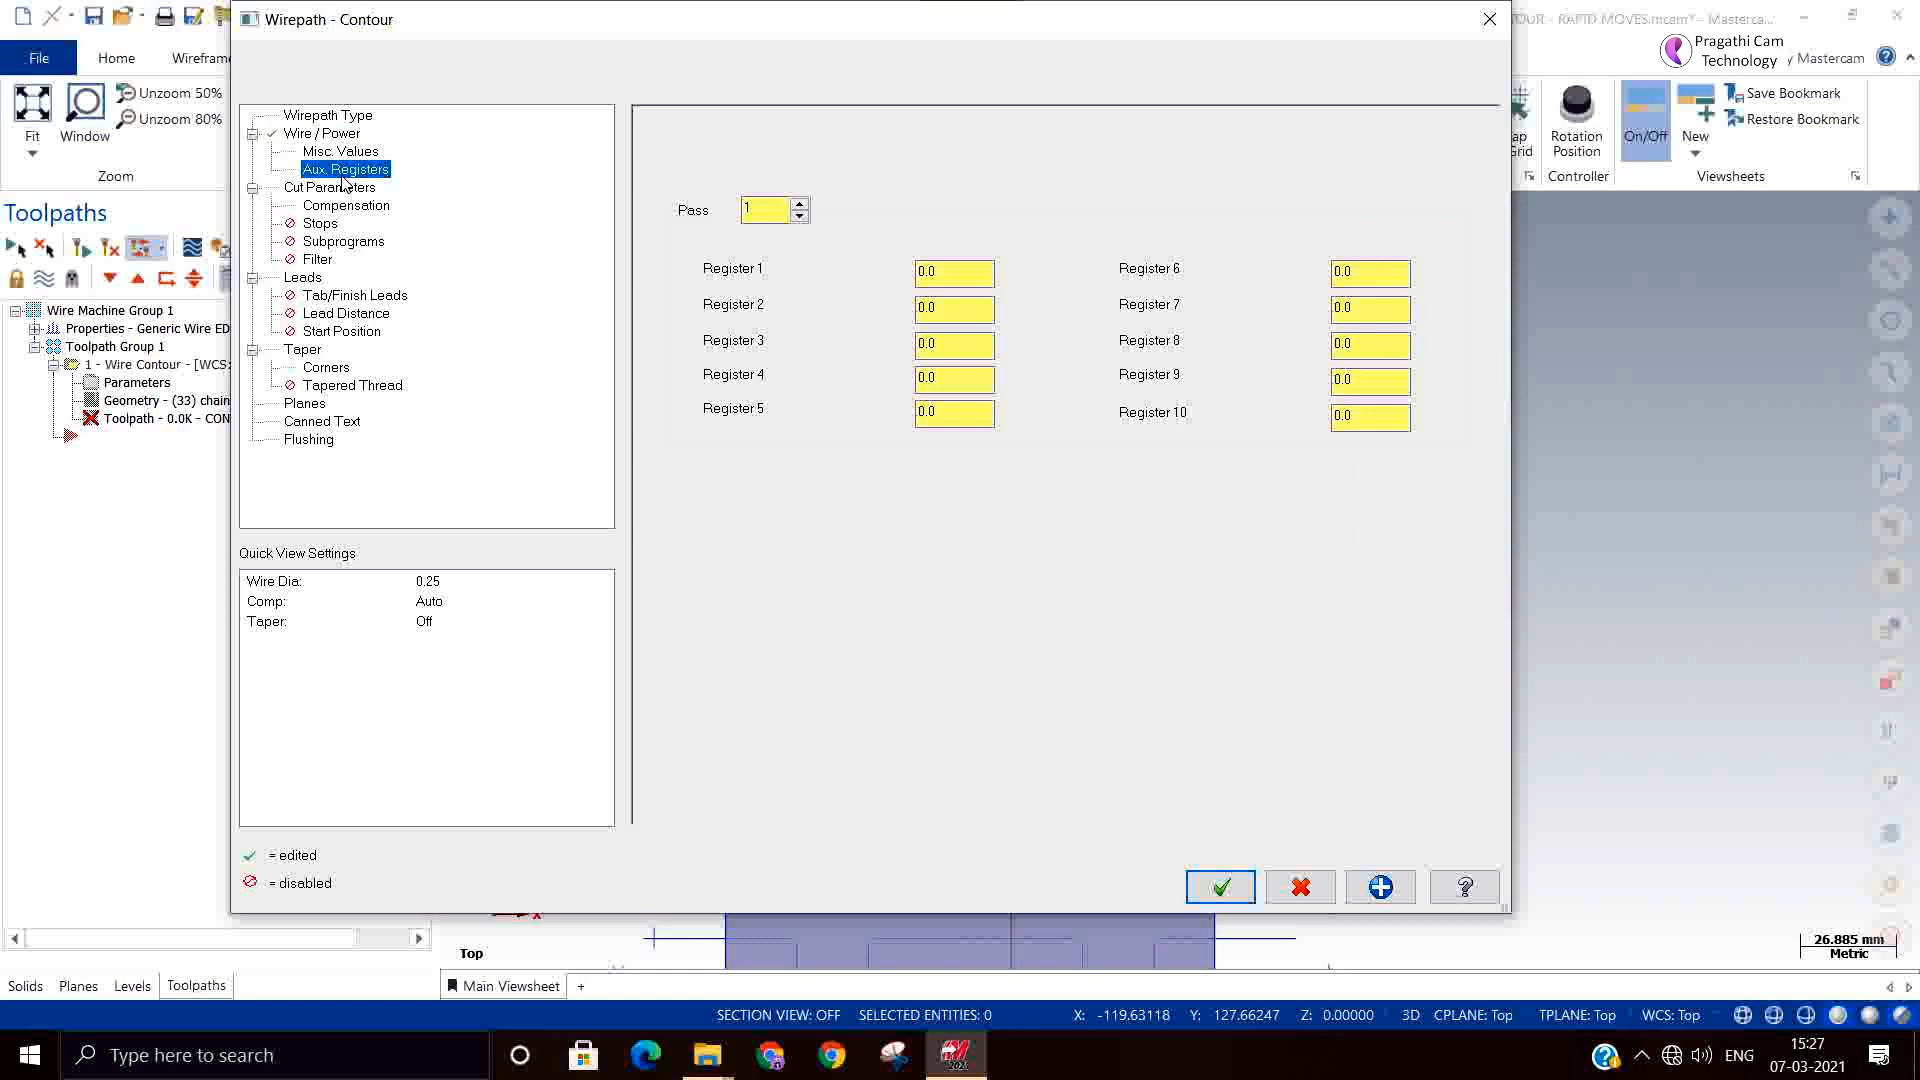 Wirepath - Contour
OUR - RAPID MOVES.mcam* - Masterca...
Pragathi Cam
Technology
File
Home
Wireframe
y Mastercam
Unzoom 50%
Unzoom 80%
Fit
Window
Zoom
ap
Grid
Rotation
Position
On/Off
New
Save Bookmark
Restore Bookmark
Controller
Viewsheets
Toolpaths
Wire Machine Group 1
Properties - Generic Wire ED
Toolpath Group 1
1 - Wire Contour - [WCS:
Parameters
Geometry - (33) chain
Toolpath - 0.0K - CON
Wirepath Type
Wire / Power
Misc. Values
Aux. Registers
Cut Parameters
Compensation
Stops
Subprograms
Filter
Leads
Tab/Finish Leads
Lead Distance
Start Position
Taper
Corners
Tapered Thread
Planes
Canned Text
Flushing
Pass 1
Register 1 0.0 Register 6 0.0
Register 2 0.0 Register 7 0.0
Register 3 0.0 Register 8 0.0
Register 4 0.0 Register 9 0.0
Register 5 0.0 Register 10 0.0
Quick View Settings
Wire Dia: 0.25
Comp: Auto
Taper: Off
= edited
= disabled
X
Top
26.885 mm
Metric
Solids Planes Levels Toolpaths
Main Viewsheet +
SECTION VIEW: OFF SELECTED ENTITIES: 0 X: -119.63118 Y: 127.66247 Z: 0.00000 3D CPLANE: Top TPLANE: Top WCS: Top
Type here to search
2021
ENG
15:27
07-03-2021